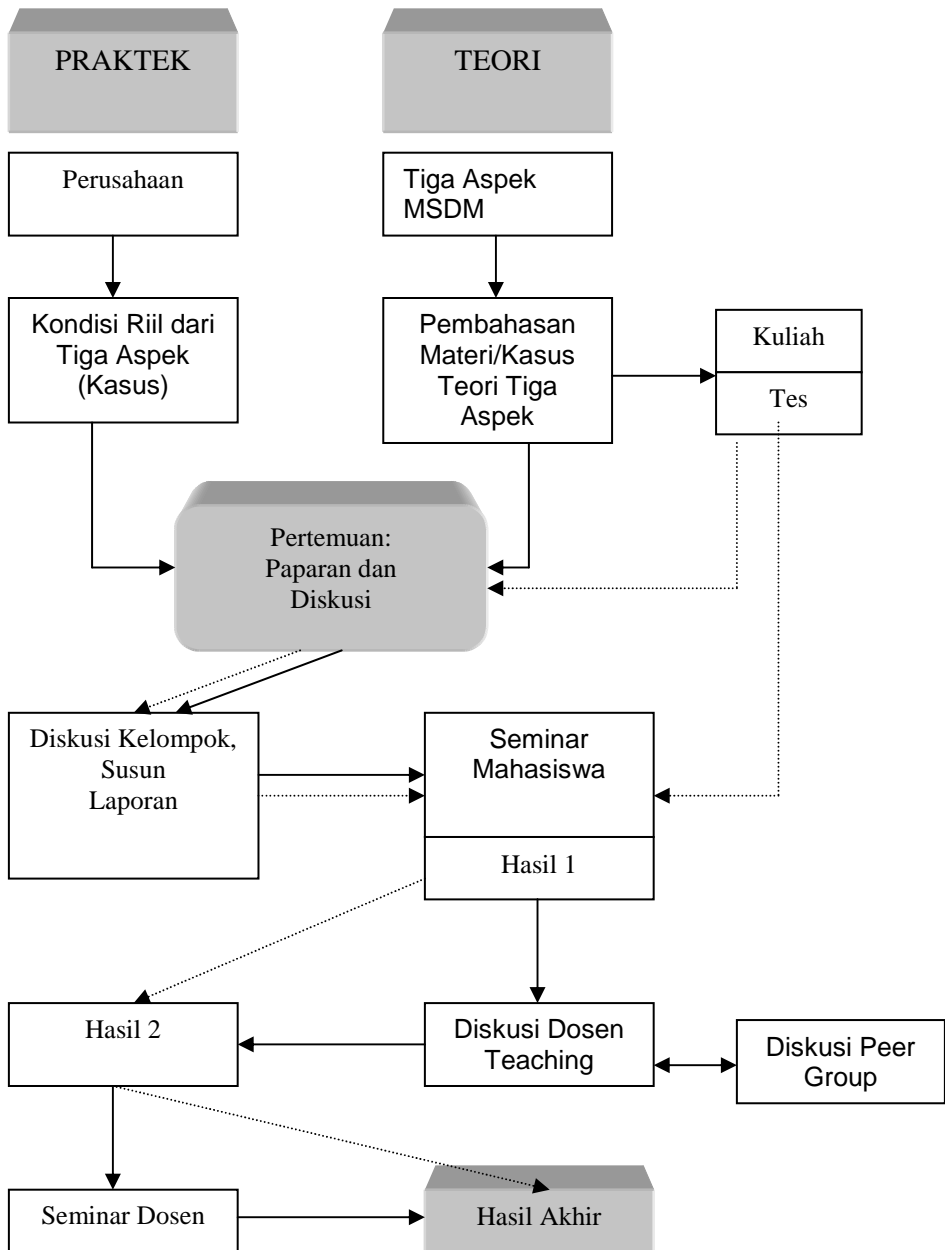 PRAKTEK
TEORI
Perusahaan
Tiga Aspek
MSDM
Kondisi Riil dari
Tiga Aspek
(Kasus)
Pembahasan
Materi/Kasus
Teori Tiga
Aspek
Kuliah
Tes
Pertemuan:
Paparan dan
Diskusi
Diskusi Kelompok,
Susun
Laporan
Seminar
Mahasiswa
Hasil 1
Hasil 2
Diskusi Dosen
Teaching
Diskusi Peer
Group
Seminar Dosen
Hasil Akhir